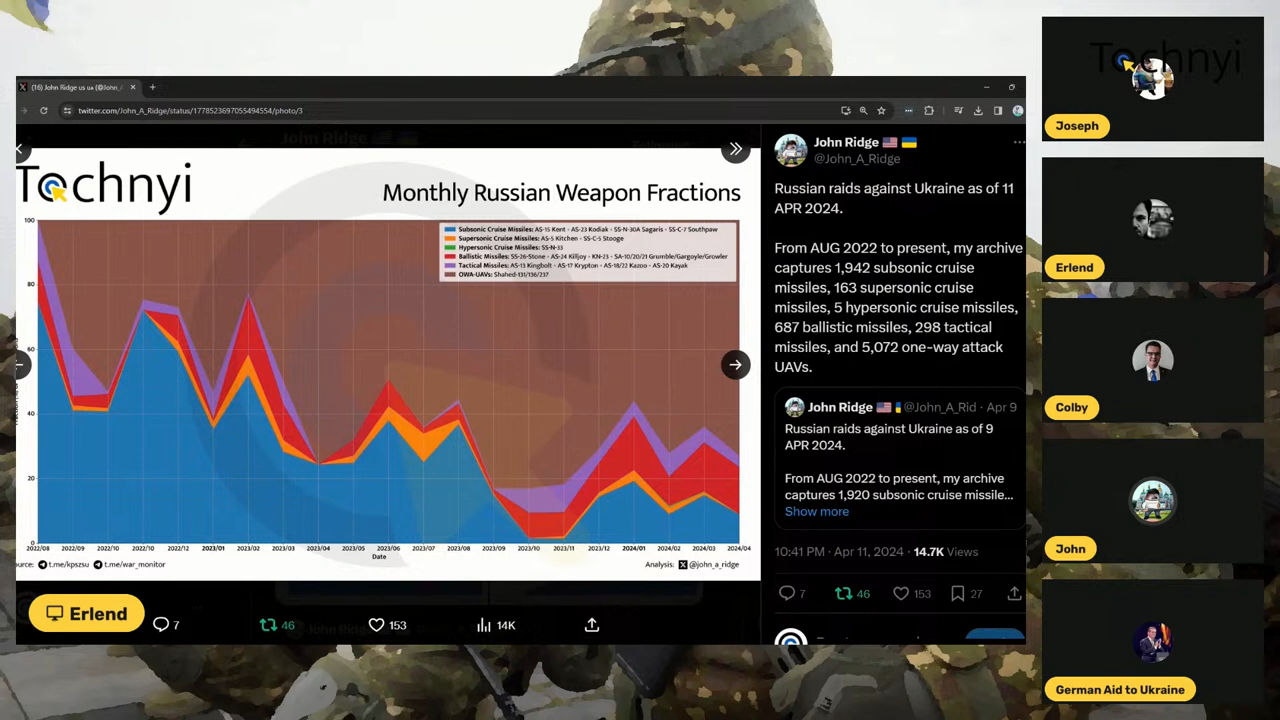 (16) John Ridge us ua (@John_
twitter.com/John_A_Ridge/status/1778523697055494554/photo/3
Technyi
Monthly Russian Weapon Fractions
Subsonic Cruise Missiles: AS-15 Kent - AS-23 Kodiak - SS-N-30A Sagaris - SS-C-7 Southpaw
Supersonic Cruise Missiles: AS-5 Kitchen - SS-C-5 Stooge
Hypersonic Cruise Missiles: SS-N-33
Ballistic Missiles: SS-26-Stone - AS-24 Killjoy - KN-23 - SA-10/20/21 Grumble/Gargoyle/Growler
Tactical Missiles: AS-13 Kingbolt - AS-17 Krypton - AS-18/22 Kazoo - AS-20 Kayak
OWA-UAVs: Shahed-131/136/237
100
80
60
40
20
0
2022/08 2022/09 2022/10 2022/10 2022/12 2023/01 2023/02 2023/03 2023/04 2023/05 2023/06 2023/07 2023/08 2023/09 2023/10 2023/11 2023/12 2024/01 2024/02 2024/03 2024/04
Date
ource: t.me/kpszsu t.me/war_monitor
Analysis: X @john_a_ridge
Erlend
7
46
153
14K
John Ridge
@John_A_Ridge
Russian raids against Ukraine as of 11
APR 2024.
From AUG 2022 to present, my archive
captures 1,942 subsonic cruise
missiles, 163 supersonic cruise
missiles, 5 hypersonic cruise missiles,
687 ballistic missiles, 298 tactical
missiles, and 5,072 one-way attack
UAVs.
John Ridge @John_A_Rid · Apr 9
Russian raids against Ukraine as of 9
APR 2024.
From AUG 2022 to present, my archive
captures 1,920 subsonic cruise missile...
Show more
10:41 PM · Apr 11, 2024 · 14.7K Views
7
46
153
27
Technyi
Joseph
Erlend
Colby
John
German Aid to Ukraine